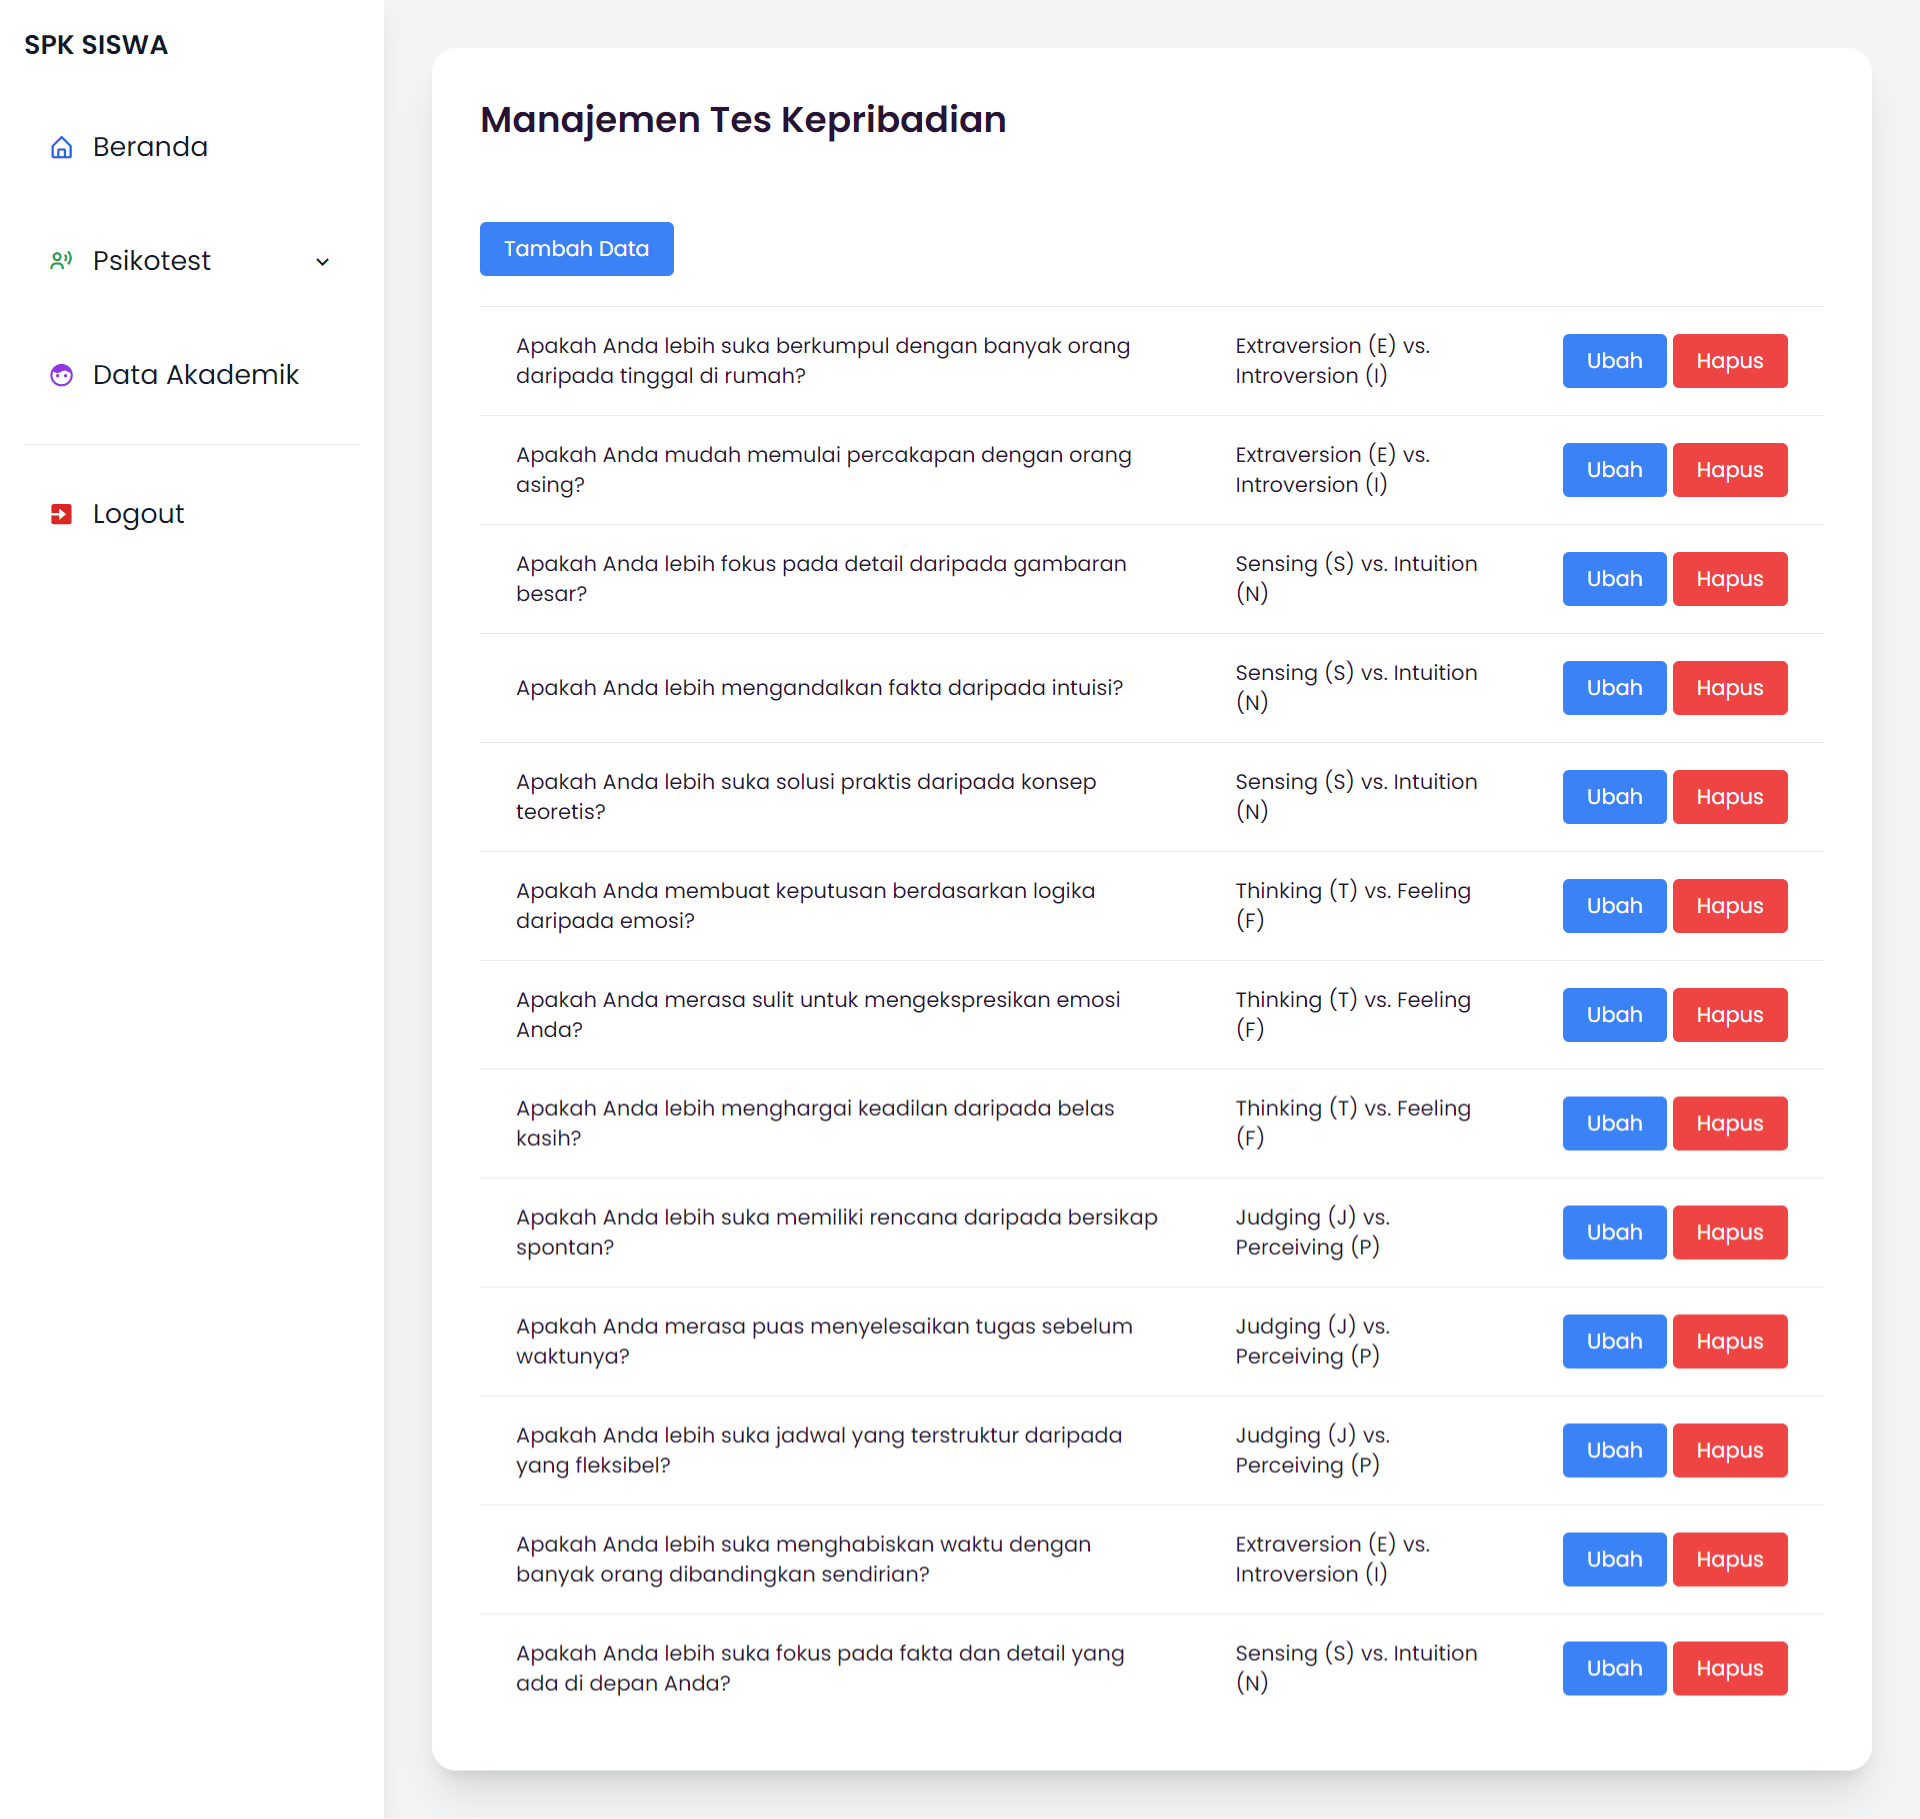 SPK SISWA
Beranda
Psikotest
Data Akademik
Logout
Manajemen Tes Kepribadian
Tambah Data
Apakah Anda lebih suka berkumpul dengan banyak orang
daripada tinggal di rumah?
Extraversion (E) vs.
Introversion (I)
Ubah
Hapus
Apakah Anda mudah memulai percakapan dengan orang
asing?
Extraversion (E) vs.
Introversion (I)
Ubah
Hapus
Apakah Anda lebih fokus pada detail daripada gambaran
besar?
Sensing (S) vs. Intuition
(N)
Ubah
Hapus
Apakah Anda lebih mengandalkan fakta daripada intuisi?
Sensing (S) vs. Intuition
(N)
Ubah
Hapus
Apakah Anda lebih suka solusi praktis daripada konsep
teoretis?
Sensing (S) vs. Intuition
(N)
Ubah
Hapus
Apakah Anda membuat keputusan berdasarkan logika
daripada emosi?
Thinking (T) vs. Feeling
(F)
Ubah
Hapus
Apakah Anda merasa sulit untuk mengekspresikan emosi
Anda?
Thinking (T) vs. Feeling
(F)
Ubah
Hapus
Apakah Anda lebih menghargai keadilan daripada belas
kasih?
Thinking (T) vs. Feeling
(F)
Ubah
Hapus
Apakah Anda lebih suka memiliki rencana daripada bersikap
spontan?
Judging (J) vs.
Perceiving (P)
Ubah
Hapus
Apakah Anda merasa puas menyelesaikan tugas sebelum
waktunya?
Judging (J) vs.
Perceiving (P)
Ubah
Hapus
Apakah Anda lebih suka jadwal yang terstruktur daripada
yang fleksibel?
Judging (J) vs.
Perceiving (P)
Ubah
Hapus
Apakah Anda lebih suka menghabiskan waktu dengan
banyak orang dibandingkan sendirian?
Extraversion (E) vs.
Introversion (I)
Ubah
Hapus
Apakah Anda lebih suka fokus pada fakta dan detail yang
ada di depan Anda?
Sensing (S) vs. Intuition
(N)
Ubah
Hapus